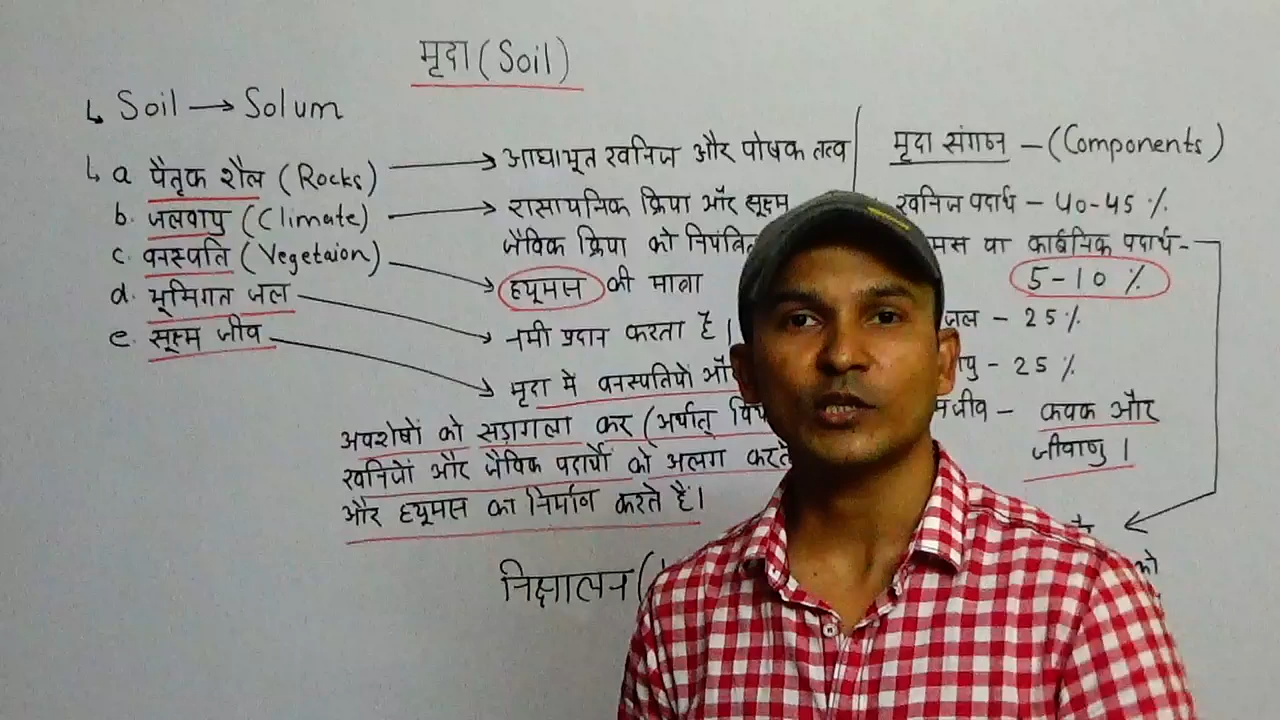 मृदा (Soil)
↳ Soil → Solum
↳ a पैतृक शैल (Rocks) → आधाभूत खनिज और पोषक तत्व
b. जलवायु (Climate) → रासायनिक क्रिया और सूक्ष्म
जैविक क्रिया को
c. वनस्पति (Vegetaion) → ह्यूमस की मात्रा
d. भूमिगत जल → नमी प्रदान करता है।
e. सूक्ष्म जीव → मृदा मे वनस्पतियो और
अवशेषों को सड़ागला कर (अर्थात्
खनिजों और जैविक पदार्थो को अलग करते
और ह्यूमस का निर्माण करते हैं।
निक्षालन (
मृदा संगठन - (Components)
खनिज पदार्थ - 40-45 %
या कार्बनिक पदार्थ -
5-10 %
जल - 25 %
- 25 %
- कवक और
जीवाणु।
को